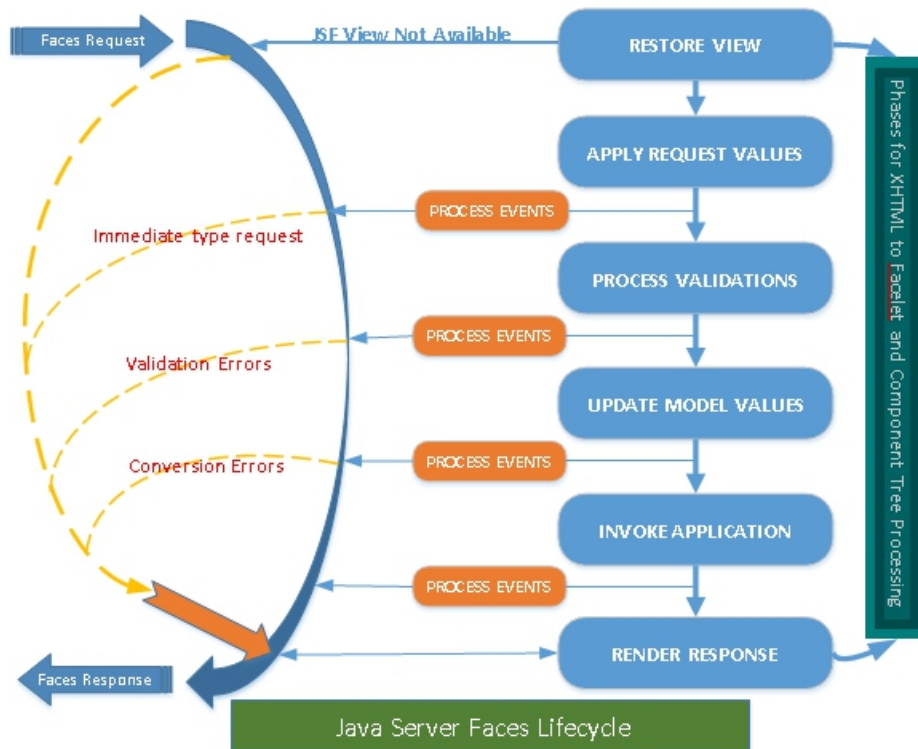 Faces Request
JSF View Not Available
RESTORE VIEW
APPLY REQUEST VALUES
PROCESS EVENTS
Immediate type request
PROCESS VALIDATIONS
PROCESS EVENTS
Validation Errors
UPDATE MODEL VALUES
PROCESS EVENTS
Conversion Errors
INVOKE APPLICATION
PROCESS EVENTS
RENDER RESPONSE
Faces Response
Phases for XHTML to Facelet and Component Tree Processing
Java Server Faces Lifecycle